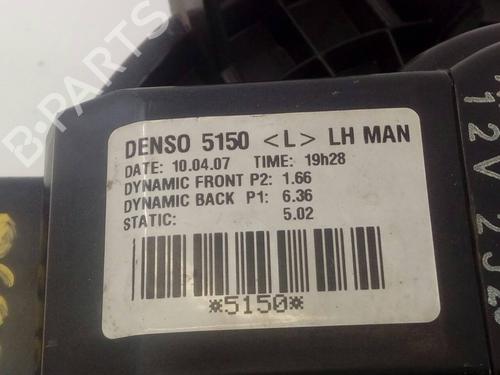 B-PARTS
DENSO 5150 <L> LH MAN
DATE: 10.04.07 TIME: 19h28
DYNAMIC FRONT P2: 1.66
DYNAMIC BACK P1: 6.36
STATIC: 5.02
*5150*